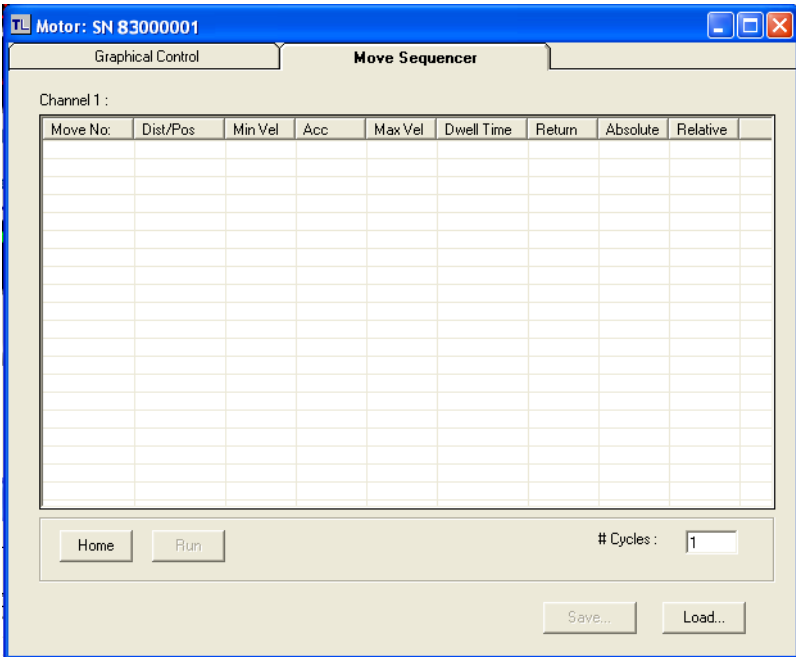 TL Motor: SN 83000001
Graphical Control Move Sequencer
Channel 1 :
Move No: Dist/Pos Min Vel Acc Max Vel Dwell Time Return Absolute Relative
Home Run # Cycles : 1
Save... Load...